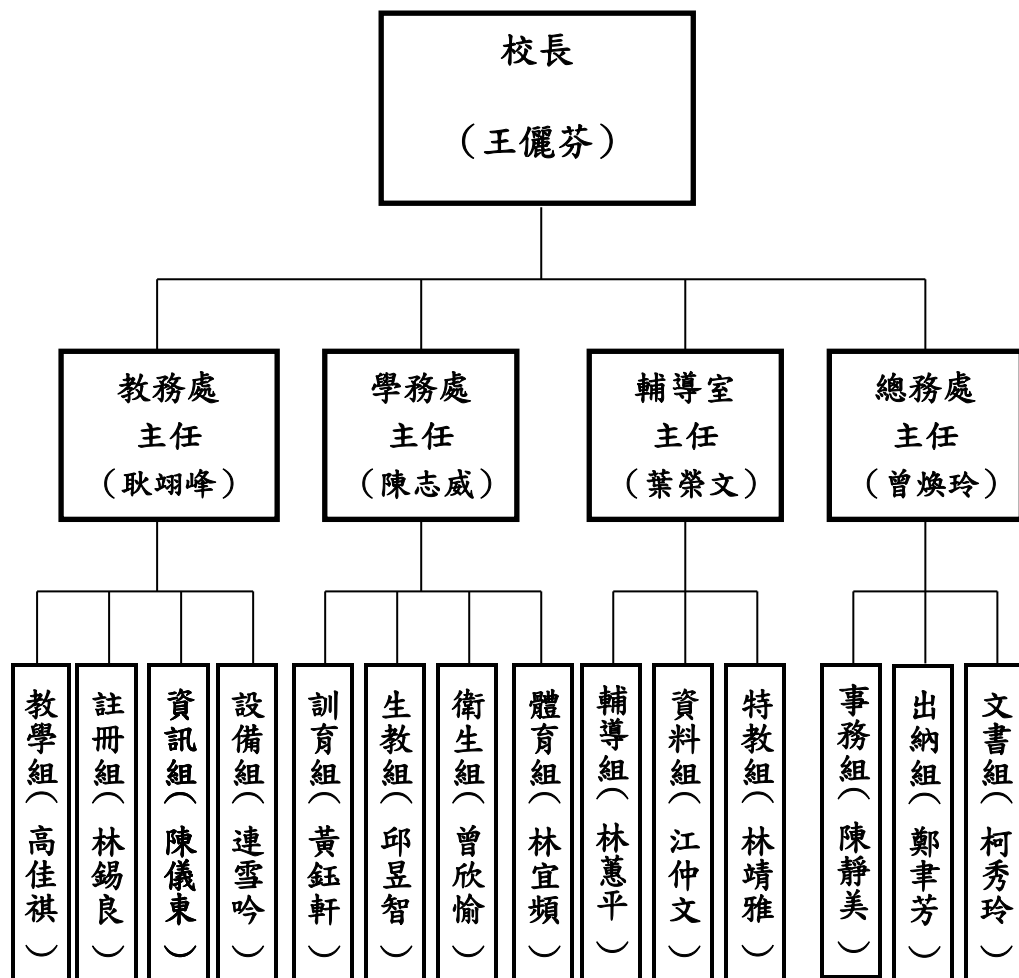 校長
（王儷芬）
教務處
主任
（耿翊峰）
學務處
主任
（陳志威）
輔導室
主任
（葉榮文）
總務處
主任
（曾煥玲）
教學組（高佳祺）
註冊組（林錫良）
資訊組（陳儀東）
設備組（連雪吟）
訓育組（黃鈺軒）
生教組（邱昱智）
衛生組（曾欣愉）
體育組（林宜頻）
輔導組（林蕙平）
資料組（江仲文）
特教組（林靖雅）
事務組（陳靜美）
出納組（鄭聿芳）
文書組（柯秀玲）